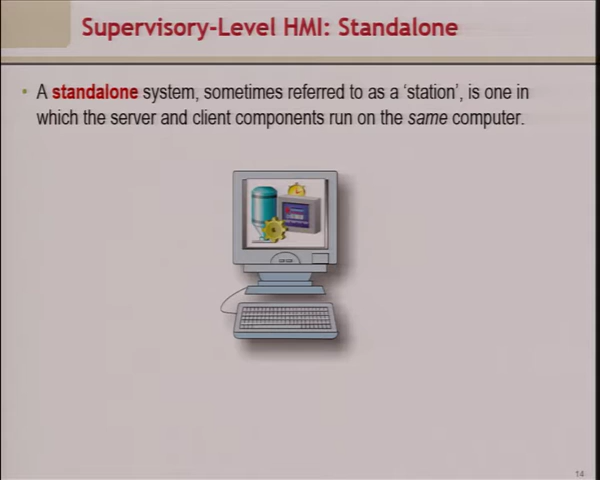 Supervisory-Level HMI: Standalone
• A standalone system, sometimes referred to as a ‘station’, is one in
which the server and client components run on the same computer.
14